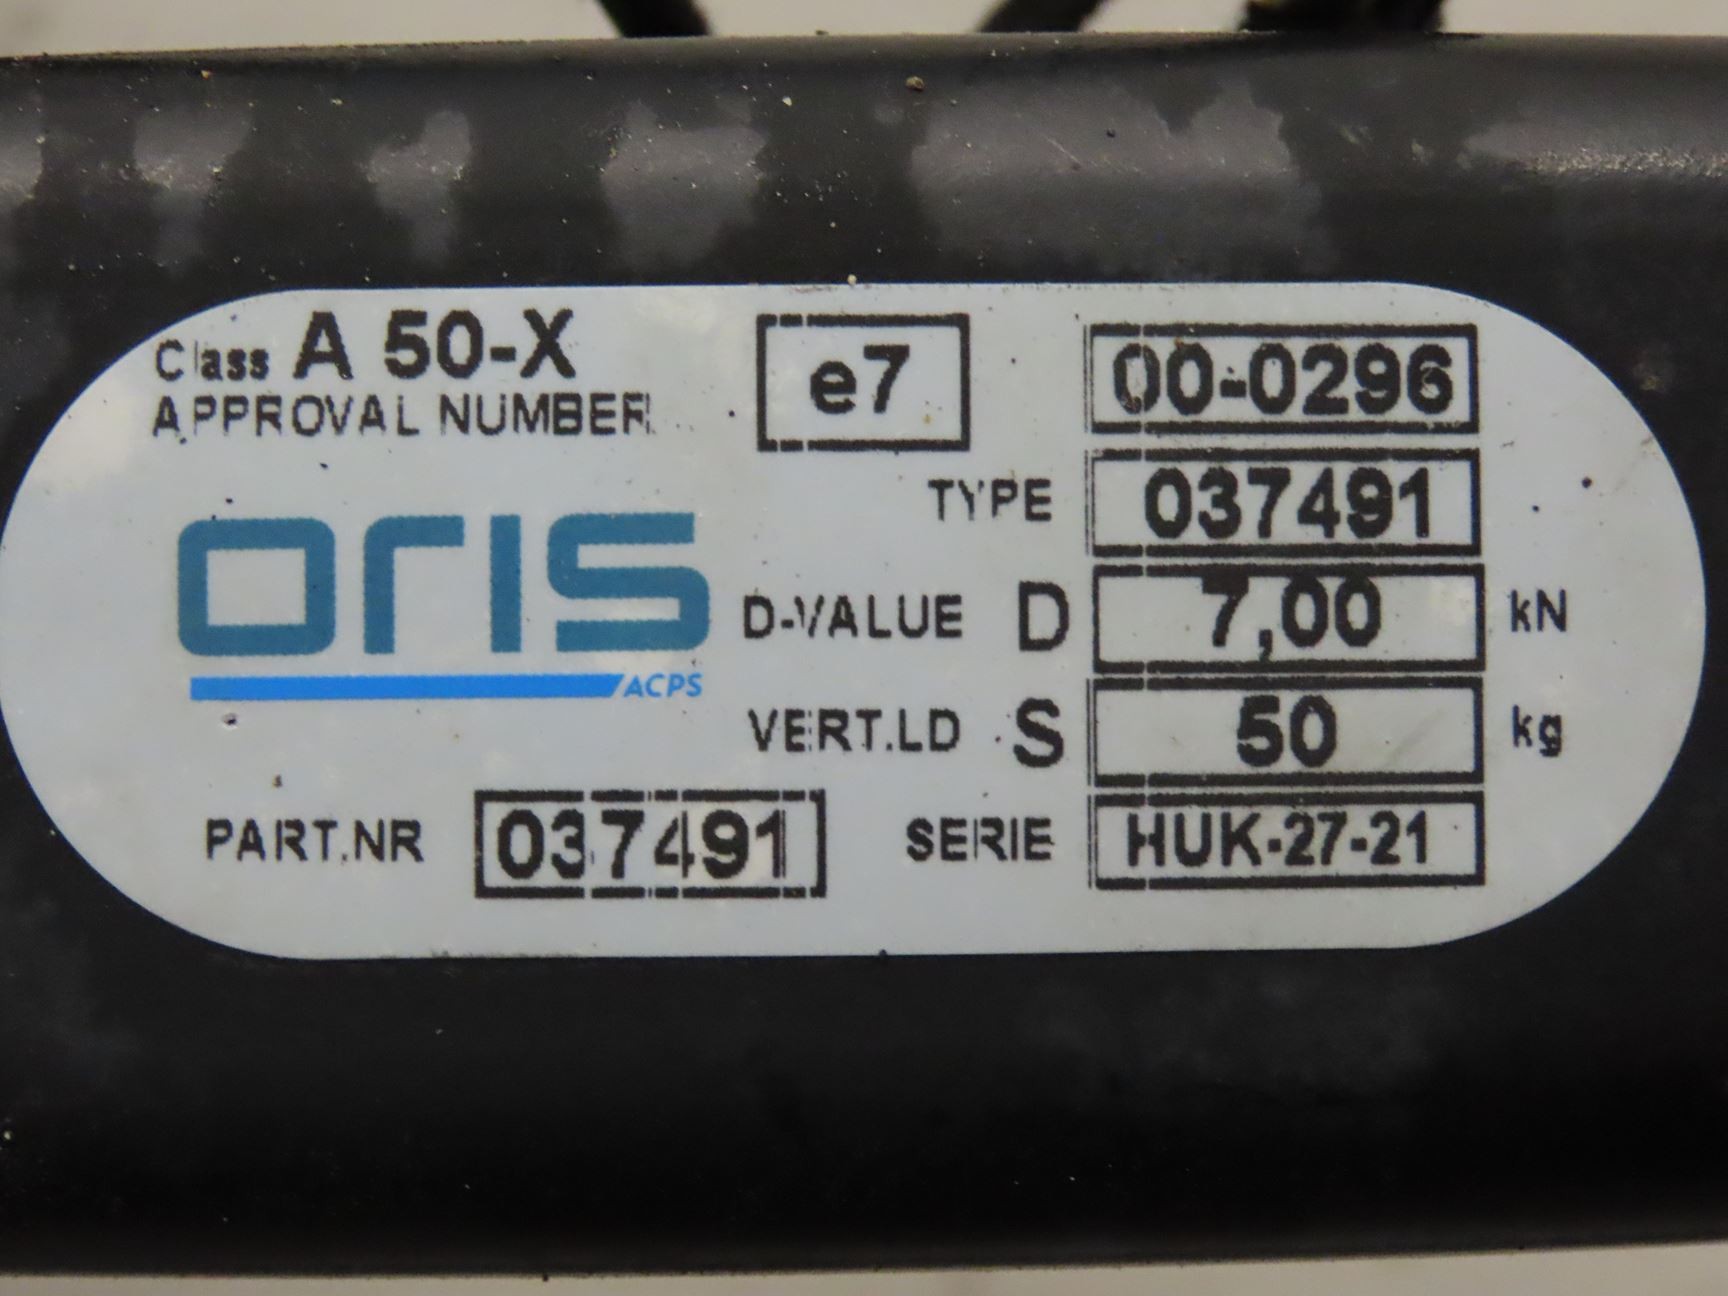 Class A 50-X
APPROVAL NUMBER
e7
00-0296
TYPE 037491
oris
ACPS
D-VALUE D 7,00 kN
VERT.LD S 50 kg
PART.NR 037491
SERIE HUK-27-21